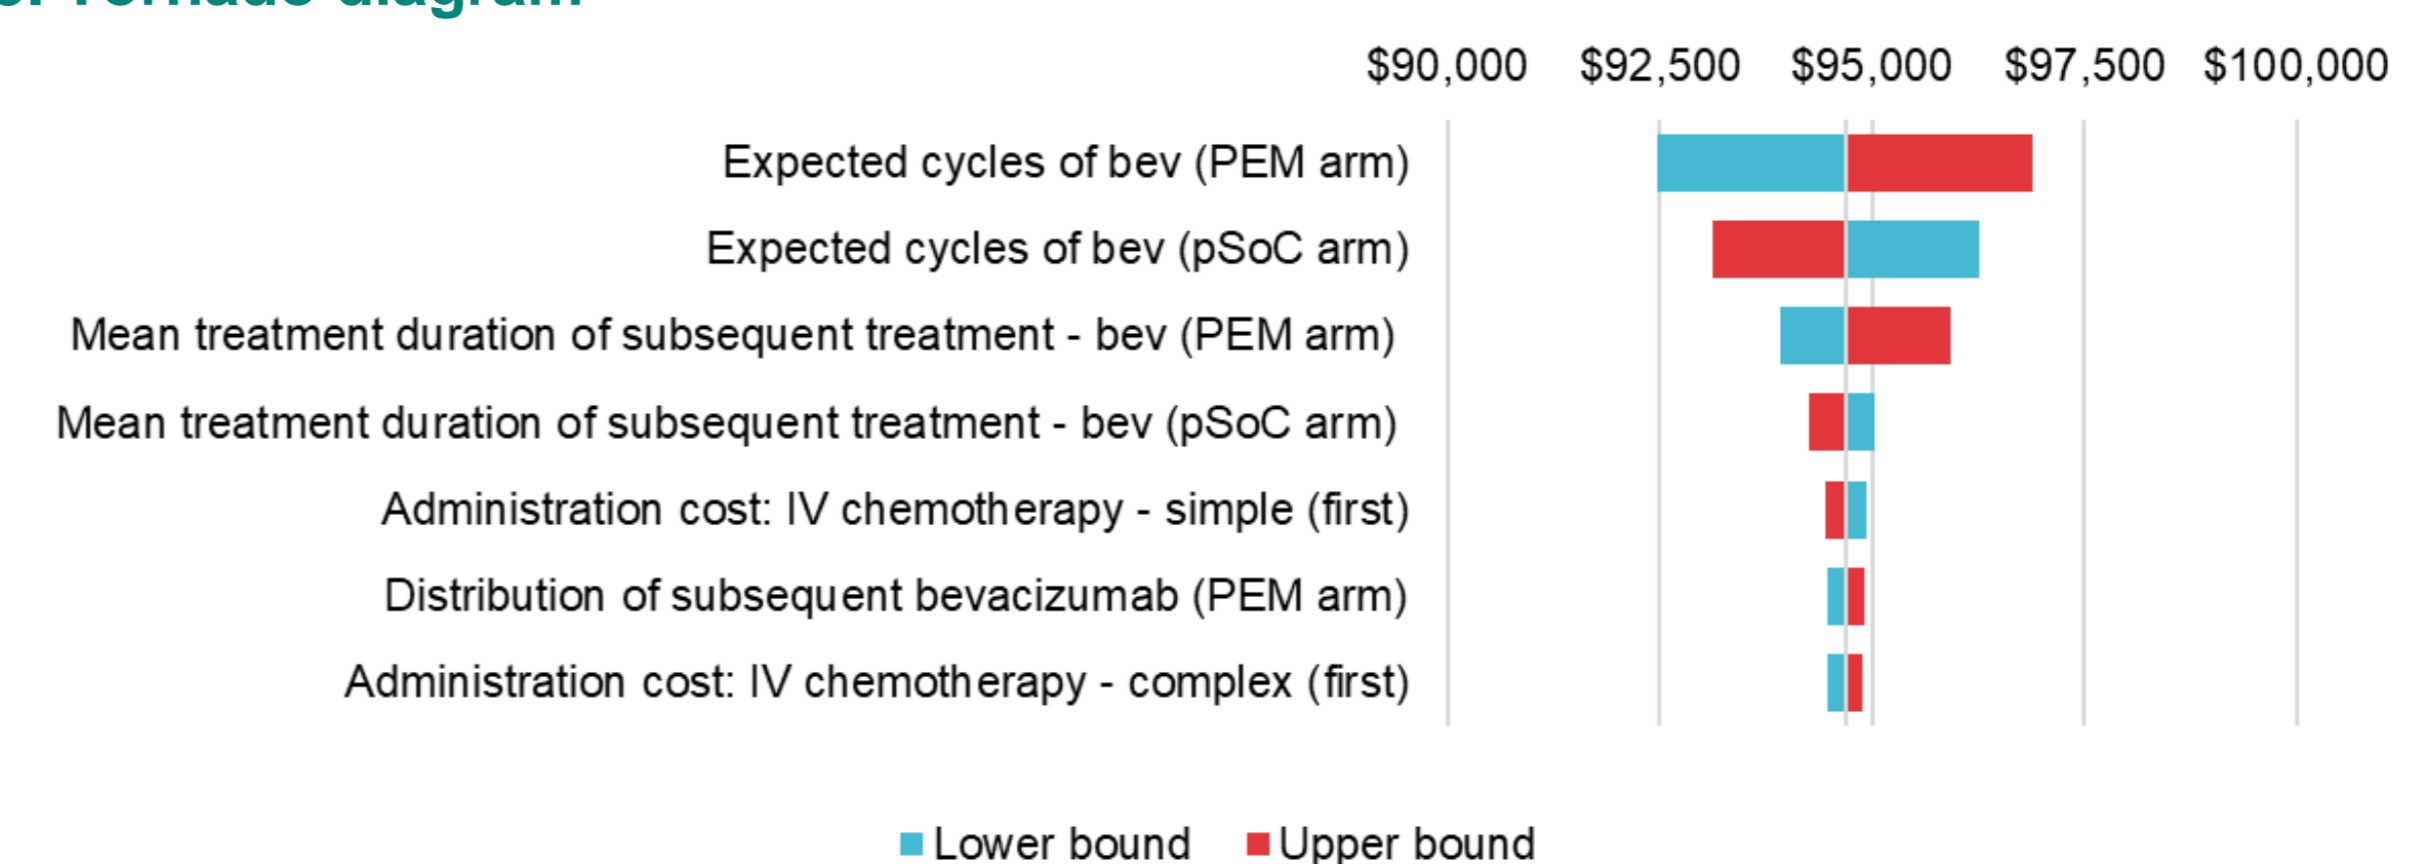 Tornado diagram
$90,000 $92,500 $95,000 $97,500 $100,000
Expected cycles of bev (PEM arm)
Expected cycles of bev (pSoC arm)
Mean treatment duration of subsequent treatment - bev (PEM arm)
Mean treatment duration of subsequent treatment - bev (pSoC arm)
Administration cost: IV chemotherapy - simple (first)
Distribution of subsequent bevacizumab (PEM arm)
Administration cost: IV chemotherapy - complex (first)
Lower bound Upper bound